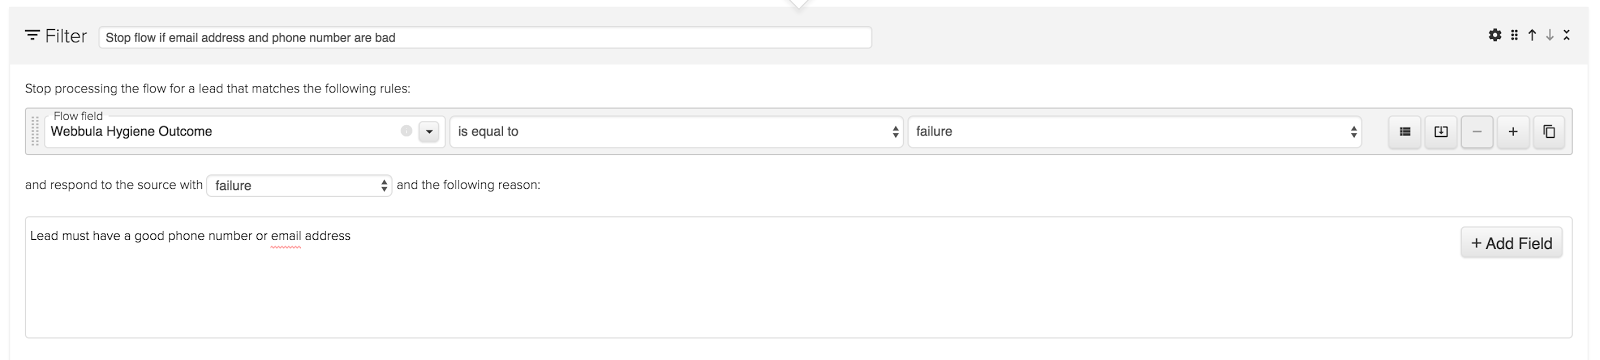 Filter Stop flow if email address and phone number are bad
Stop processing the flow for a lead that matches the following rules:
Flow field
Webbula Hygiene Outcome is equal to failure
and respond to the source with failure and the following reason:
Lead must have a good phone number or email address
+ Add Field